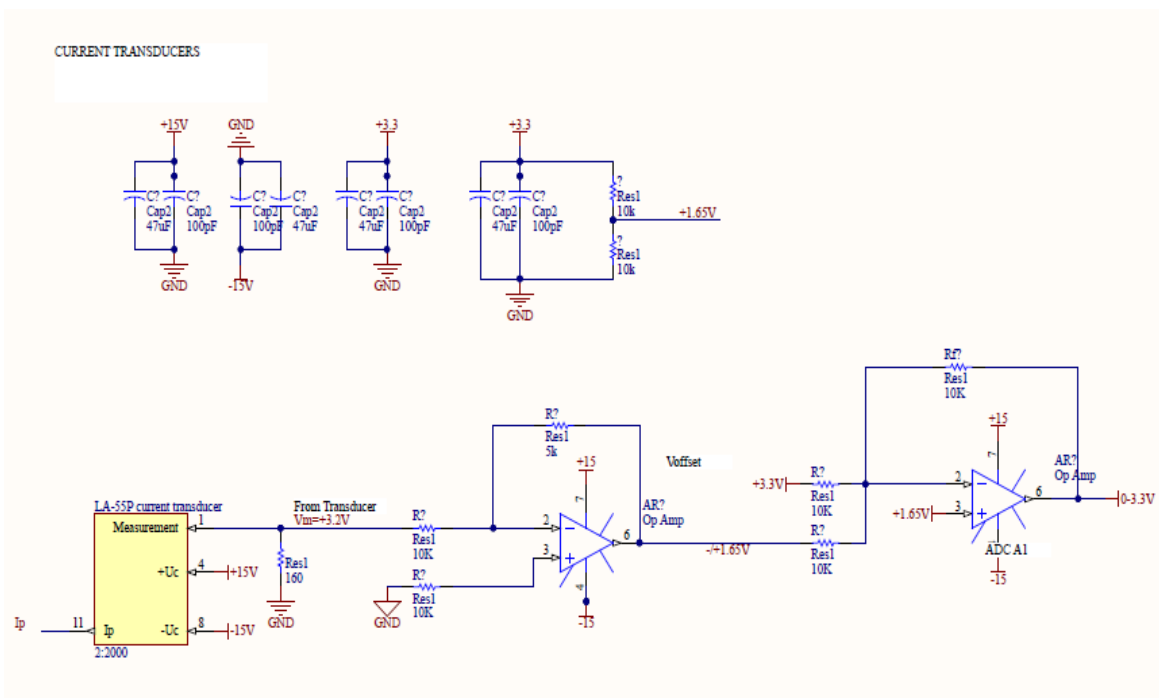 CURRENT TRANSDUCERS
+15V
GND
+3.3
+3.3
C?
Cap2
47uF
C?
Cap2
100pF
C?
Cap2
100pF
C?
Cap2
47uF
C?
Cap2
47uF
C?
Cap2
100pF
C?
Cap2
47uF
C?
Cap2
100pF
?
Res1
10k
+1.65V
?
Res1
10k
GND
-15V
GND
GND
Rf?
Res1
10K
R?
Res1
5k
+15
7
Voffset
+15
7
AR?
Op Amp
+3.3V
R?
Res1
10K
2
6
0-3.3V
+1.65V
3
ADC A1
-15
LA-55P current transducer
Measurement
1
From Transducer
Vm=+3.2V
R?
Res1
10K
2
3
6
AR?
Op Amp
-/+1.65V
R?
Res1
10K
Res1
160
GND
R?
Res1
10K
GND
4
-15
+Uc
4
+15V
-Uc
8
-15V
Ip
11
Ip
2:2000